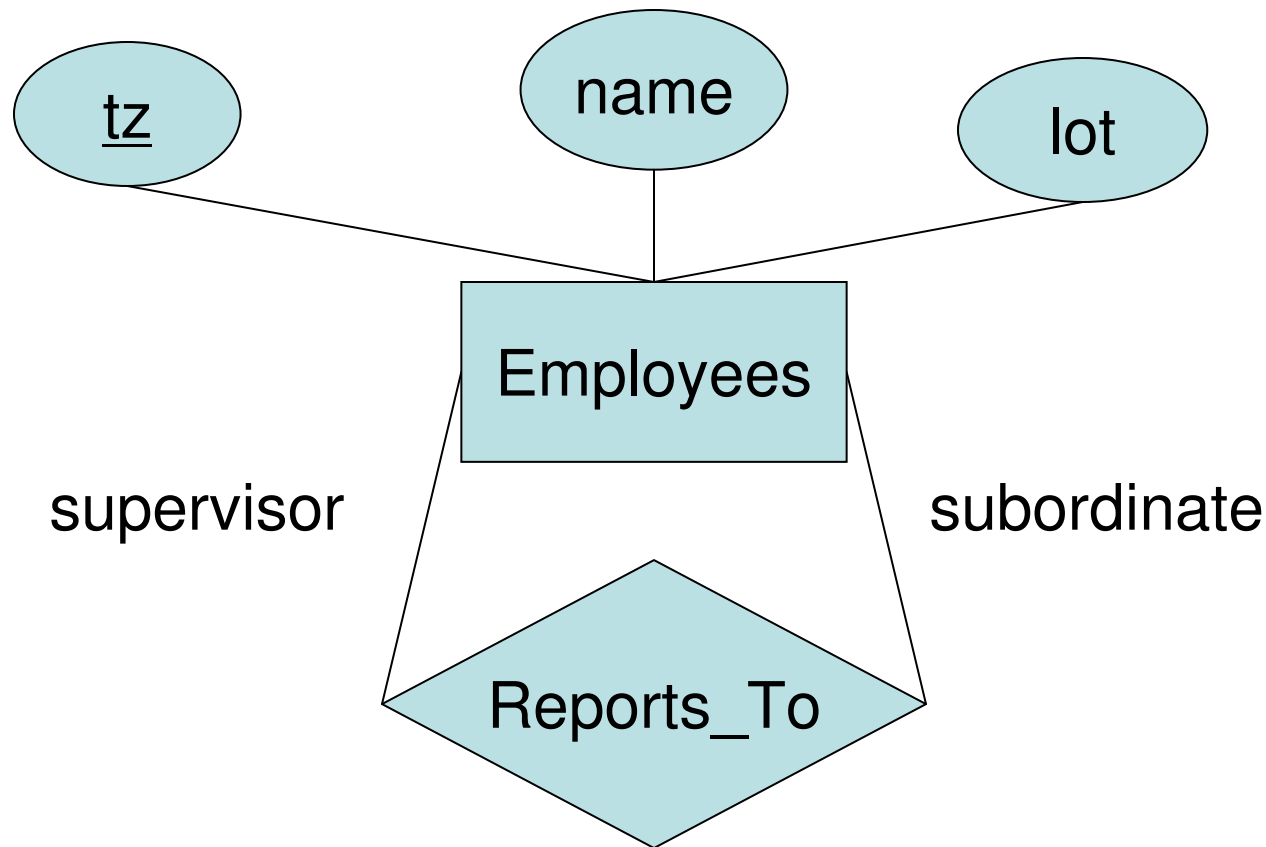 tz
name
lot
Employees
supervisor
subordinate
Reports_To